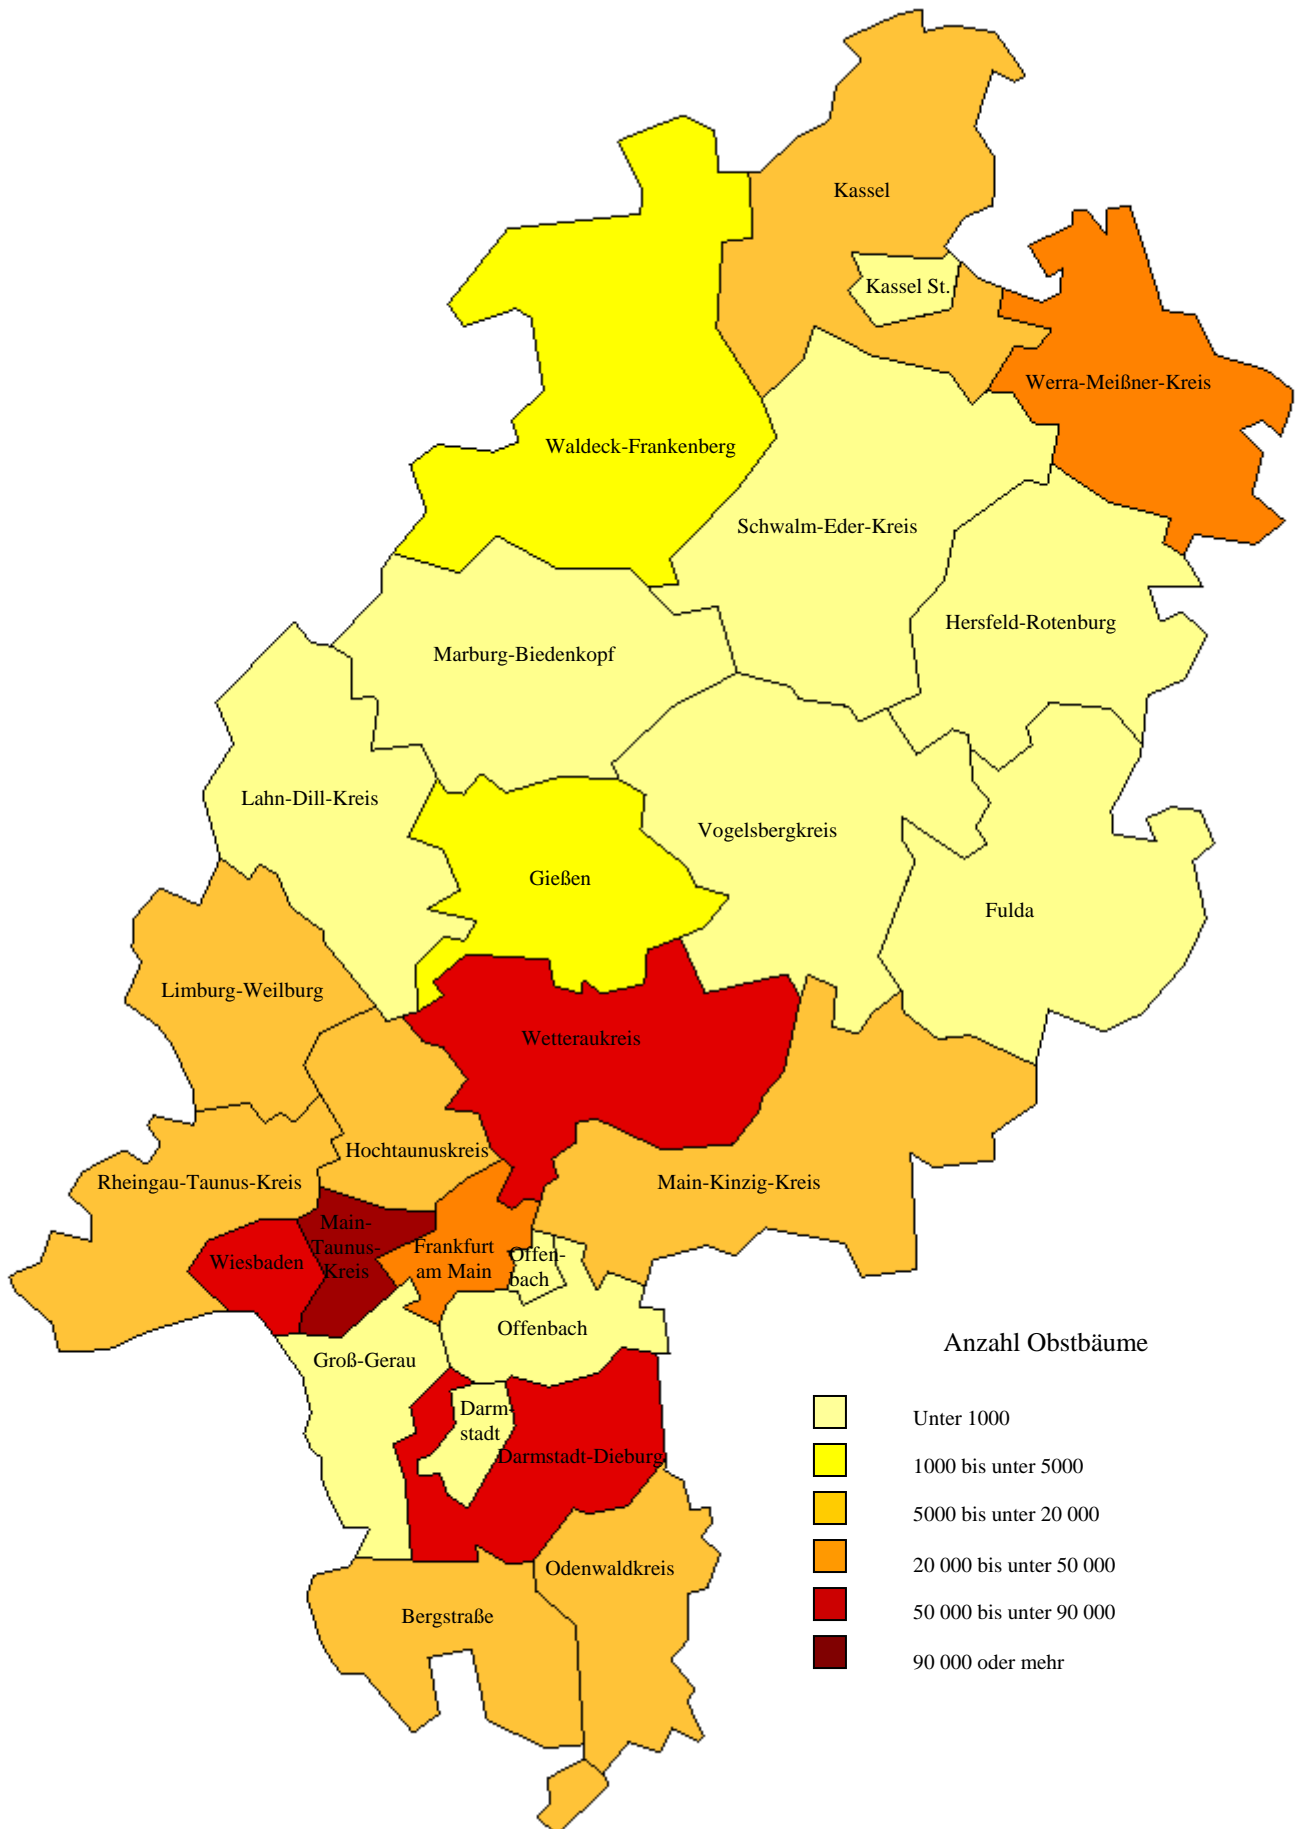 Kassel
Kassel St.
Werra-Meißner-Kreis
Waldeck-Frankenberg
Schwalm-Eder-Kreis
Hersfeld-Rotenburg
Marburg-Biedenkopf
Lahn-Dill-Kreis
Vogelsbergkreis
Gießen
Fulda
Limburg-Weilburg
Wetteraukreis
Hochtaunuskreis
Rheingau-Taunus-Kreis
Main-Kinzig-Kreis
Main-
Taunus-
Kreis
Wiesbaden
Frankfurt
am Main
Offen-
bach
Offenbach
Groß-Gerau
Darm-
stadt
Darmstadt-Dieburg
Odenwaldkreis
Bergstraße
Anzahl Obstbäume
Unter 1000
1000 bis unter 5000
5000 bis unter 20 000
20 000 bis unter 50 000
50 000 bis unter 90 000
90 000 oder mehr